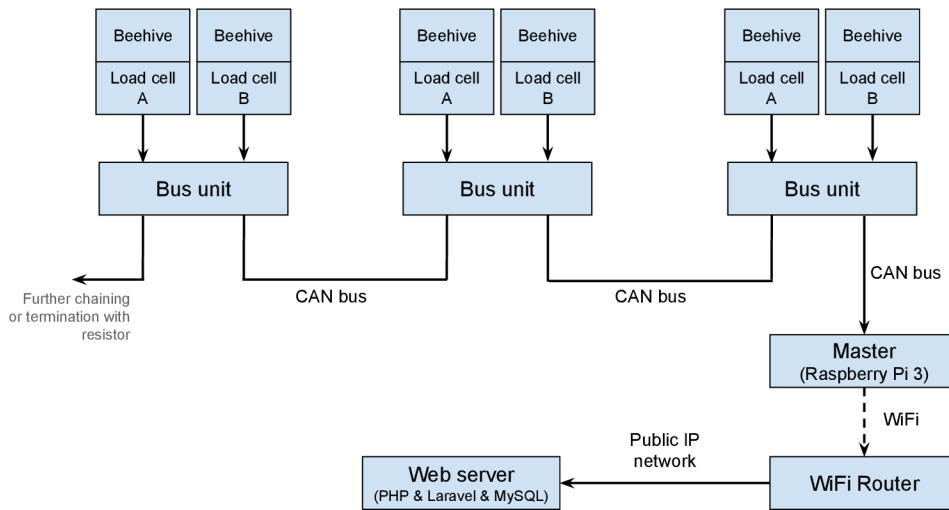 Beehive
Beehive
Beehive
Beehive
Beehive
Beehive
Load cell
A
Load cell
B
Load cell
A
Load cell
B
Load cell
A
Load cell
B
Bus unit
Bus unit
Bus unit
Further chaining
or termination with
resistor
CAN bus
CAN bus
CAN bus
Master
(Raspberry Pi 3)
WiFi
Public IP
network
Web server
(PHP & Laravel & MySQL)
WiFi Router